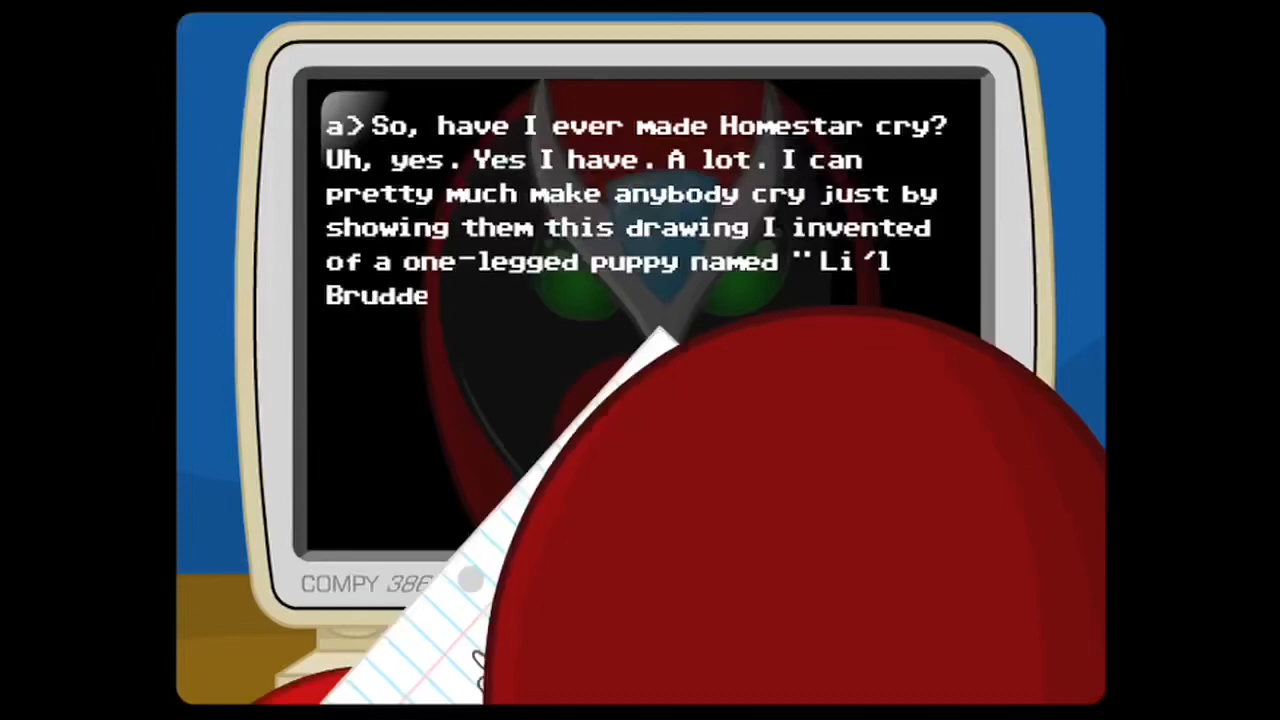 a>So, have I ever made Homestar cry?
Uh, yes. Yes I have. A lot. I can
pretty much make anybody cry just by
showing them this drawing I invented
of a one-legged puppy named "Li'l
Brudde
COMPY 386